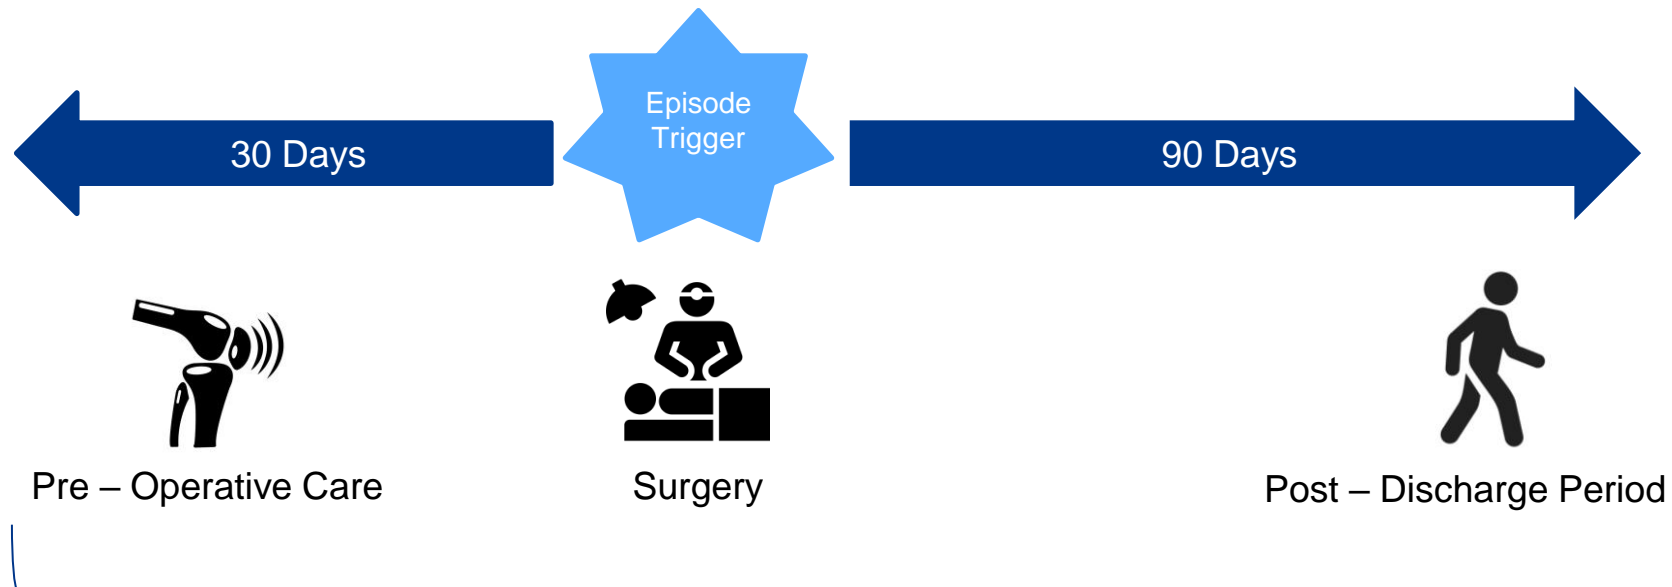 Episode
Trigger
30 Days
90 Days
Pre – Operative Care
Surgery
Post – Discharge Period